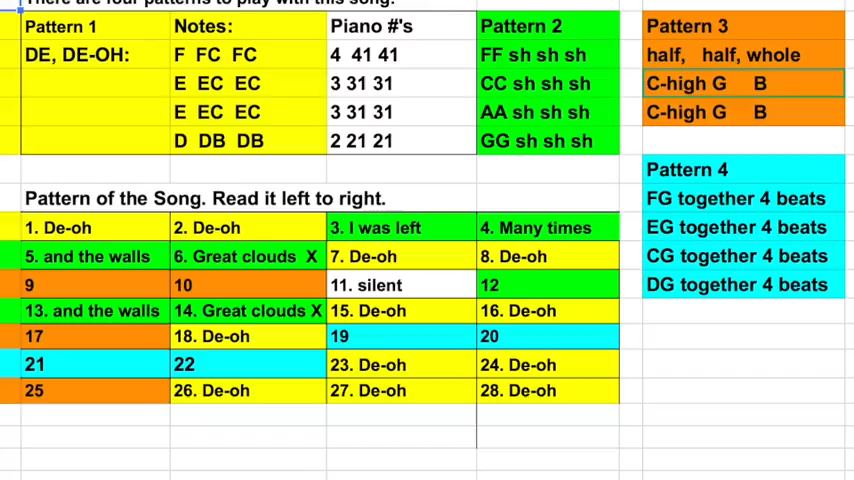 There are four patterns to play with this song.
Pattern 1 Notes: Piano #'s Pattern 2 Pattern 3
DE, DE-OH: F FC FC 4 41 41 FF sh sh sh half, half, whole
E EC EC 3 31 31 CC sh sh sh C-high G B
E EC EC 3 31 31 AA sh sh sh C-high G B
D DB DB 2 21 21 GG sh sh sh
Pattern 4
Pattern of the Song. Read it left to right. FG together 4 beats
1. De-oh 2. De-oh 3. I was left 4. Many times EG together 4 beats
5. and the walls 6. Great clouds X 7. De-oh 8. De-oh CG together 4 beats
9 10 11. silent 12 DG together 4 beats
13. and the walls 14. Great clouds X 15. De-oh 16. De-oh
17 18. De-oh 19 20
21 22 23. De-oh 24. De-oh
25 26. De-oh 27. De-oh 28. De-oh